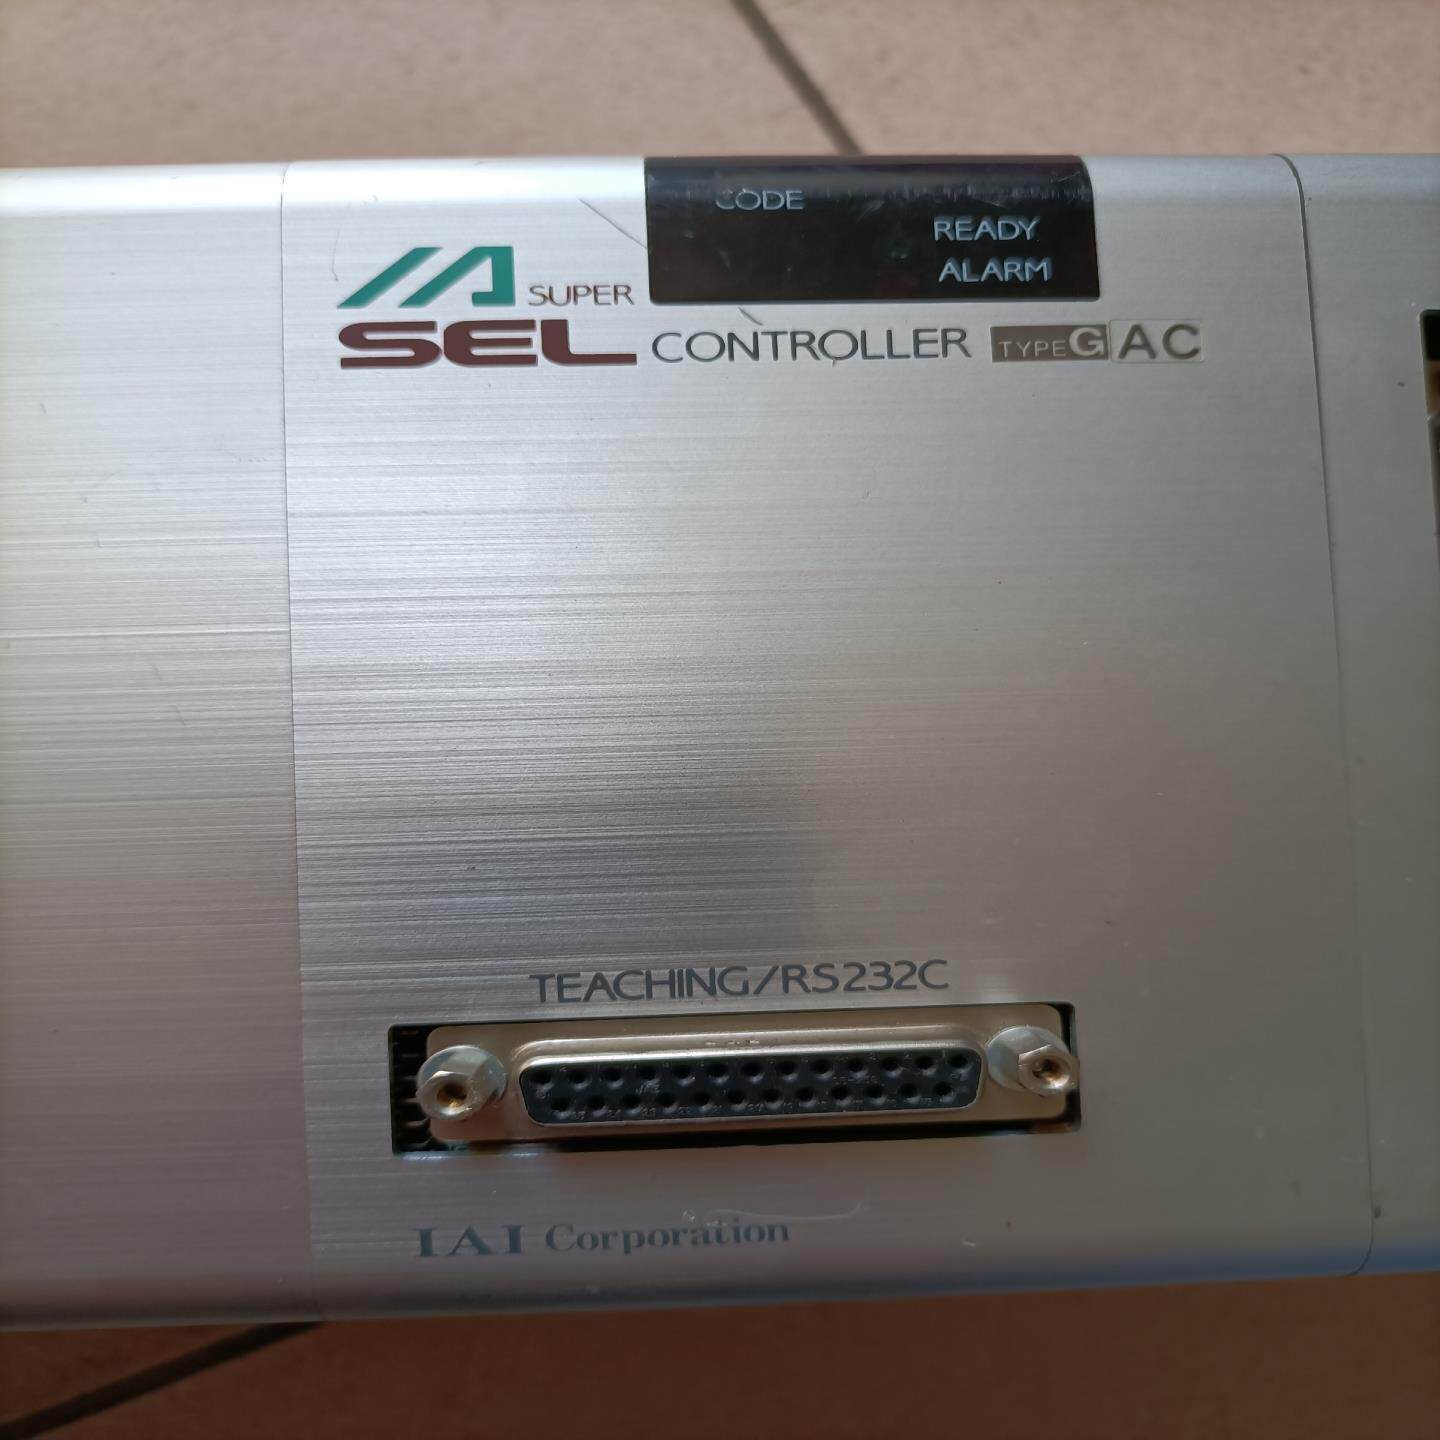 CODE
READY
ALARM
IA SUPER
SEL CONTROLLER TYPE G AC
TEACHING/RS232C
IAI Corporation